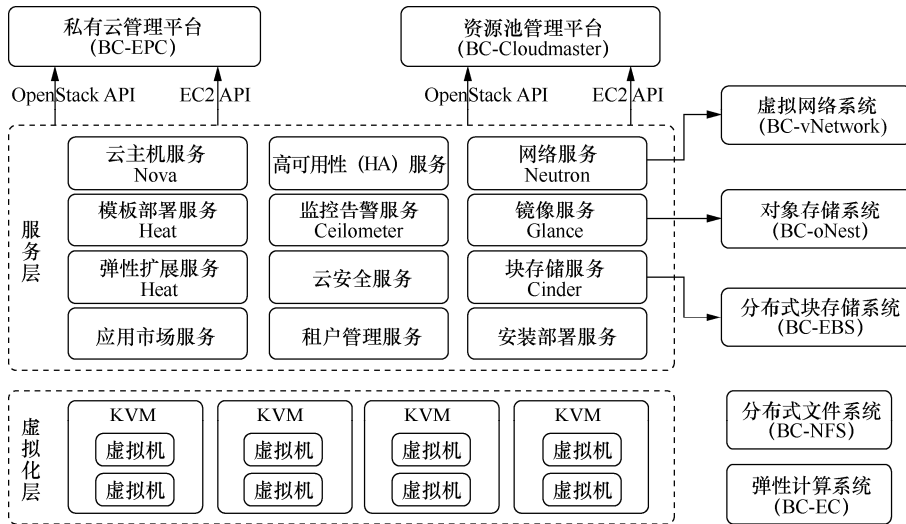 私有云管理平台
(BC-EPC)
资源池管理平台
(BC-Cloudmaster)
OpenStack API
EC2 API
OpenStack API
EC2 API
服务层
云主机服务
Nova
高可用性（HA）服务
网络服务
Neutron
模板部署服务
Heat
监控告警服务
Ceilometer
镜像服务
Glance
弹性扩展服务
Heat
云安全服务
块存储服务
Cinder
应用市场服务
租户管理服务
安装部署服务
虚拟网络系统
(BC-vNetwork)
对象存储系统
(BC-oNest)
分布式块存储系统
(BC-EBS)
虚拟化层
KVM
虚拟机
虚拟机
KVM
虚拟机
虚拟机
KVM
虚拟机
虚拟机
KVM
虚拟机
虚拟机
分布式文件系统
(BC-NFS)
弹性计算系统
(BC-EC)